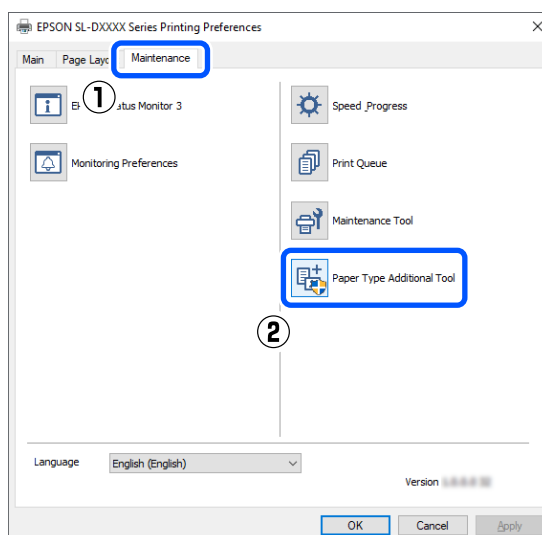 EPSON SL-DXXXX Series Printing Preferences
Main Page Layo Maintenance
1
atus Monitor 3
Speed Progress
Monitoring Preferences
Print Queue
Maintenance Tool
Paper Type Additional Tool
2
Language English (English)
Version
OK Cancel Apply